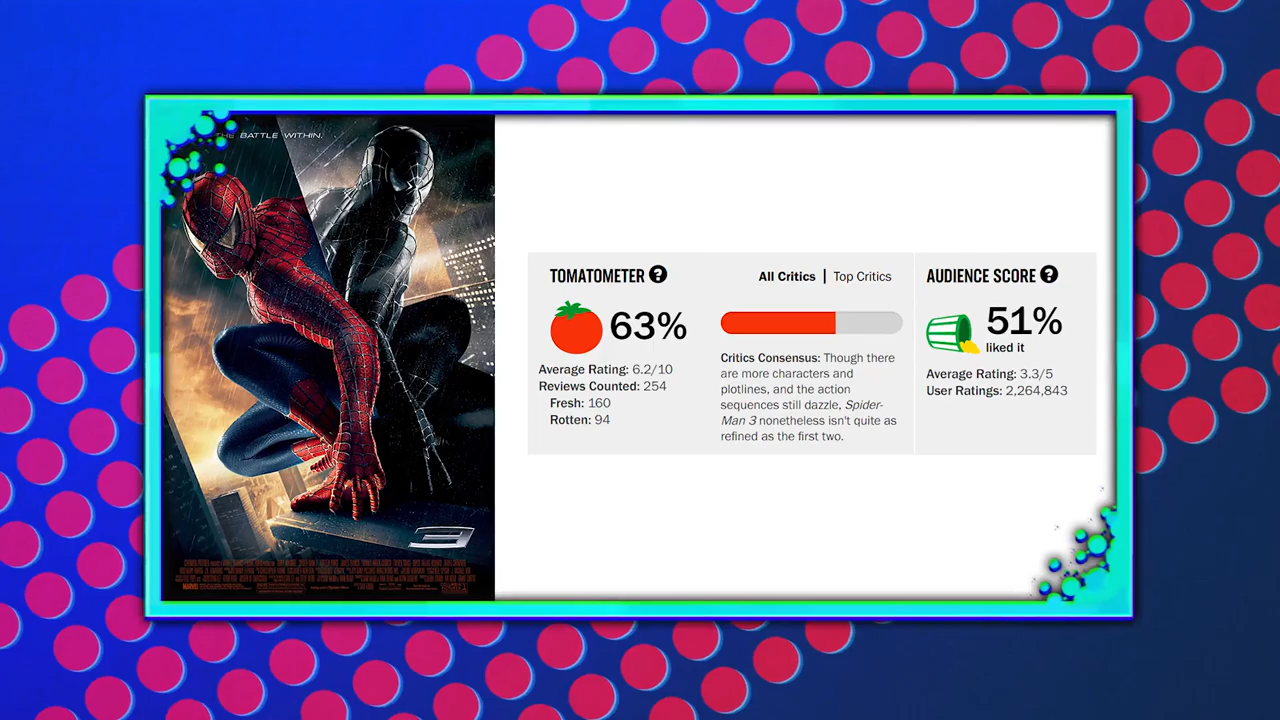 THE BATTLE WITHIN.
3
TOMATOMETER ?
All Critics | Top Critics
63%
Average Rating: 6.2/10
Reviews Counted: 254
Fresh: 160
Rotten: 94
Critics Consensus: Though there
are more characters and
plotlines, and the action
sequences still dazzle, Spider-
Man 3 nonetheless isn't quite as
refined as the first two.
AUDIENCE SCORE ?
51%
liked it
Average Rating: 3.3/5
User Ratings: 2,264,843